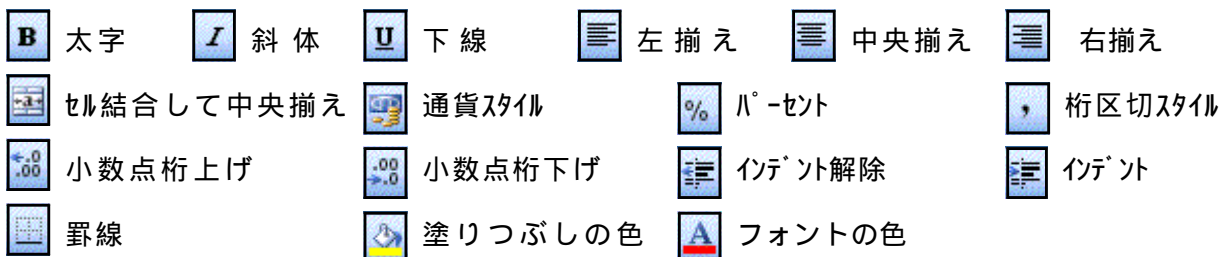 B 太字 I 斜体 U 下線 左揃え 中央揃え 右揃え
a セル結合して中央揃え 通貨スタイル % パーセント , 桁区切スタイル
.0 .00 小数点桁上げ .00 .0 小数点桁下げ インデント解除 インデント
罫線 塗りつぶしの色 A フォントの色